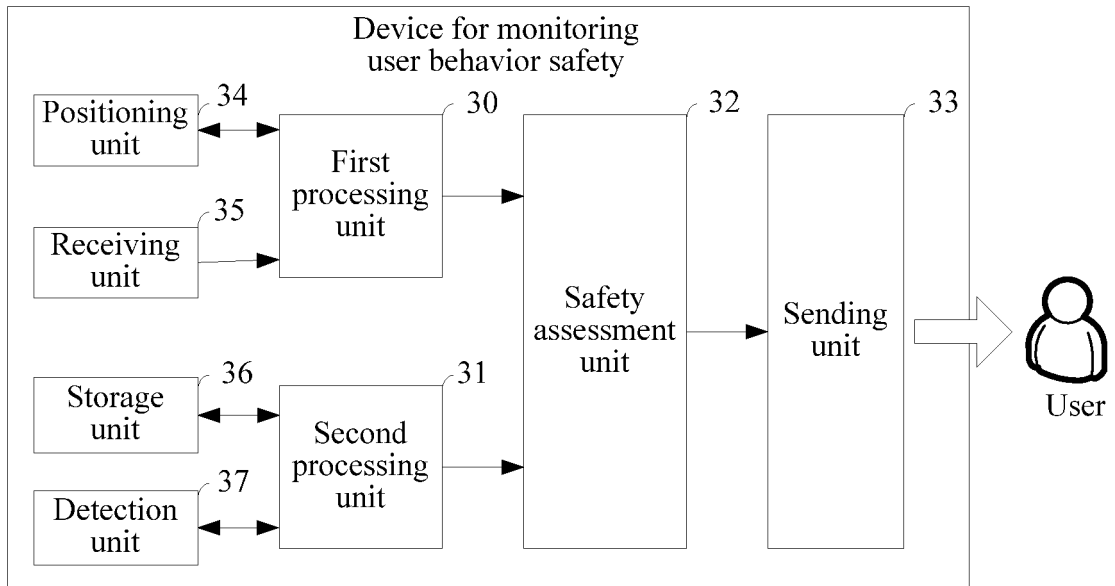 Device for monitoring
user behavior safety
34
Positioning
unit
30
First
processing
unit
35
Receiving
unit
32
Safety
assessment
unit
33
Sending
unit
User
36
Storage
unit
31
Second
processing
unit
37
Detection
unit